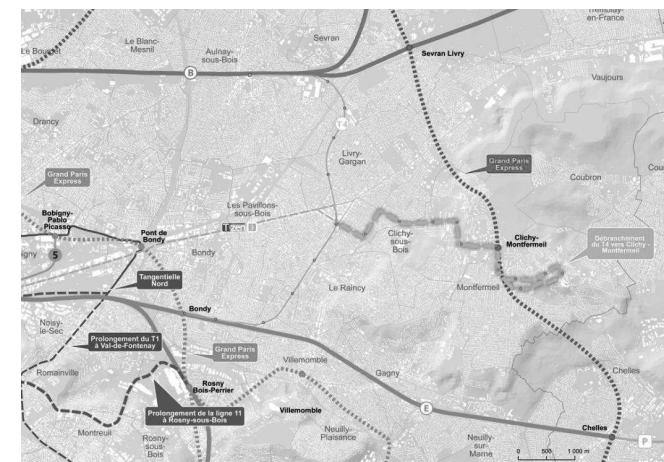 Tremblay-
en-France
Le Bourget
Le Blanc-
Mesnil
Aulnay-
sous-Bois
Sevran
Sevran Livry
B
Vaujours
Drancy
Livry-
Gargan
Grand Paris
Express
Grand Paris
Express
Coubron
Bobigny-
Pablo
Picasso
Pont de
Bondy
Les Pavillons-
sous-Bois
Clichy-
sous-
Bois
Clichy-
Montfermeil
Débranchement
du T4 vers Clichy -
Montfermeil
5
Bondy
Tangentielle
Nord
Le Raincy
Montfermeil
Bondy
Noisy-
le-Sec
Prolongement du T1
à Val-de-Fontenay
Grand Paris
Express
Villemomble
Gagny
Chelles
Romainville
Rosny
Bois-Perrier
Prolongement de la ligne 11
à Rosny-sous-Bois
Villemomble
E
Chelles
P
Montreuil
Rosny-
sous-
Bois
Neuilly-
Plaisance
Neuilly-
sur-
Marne
0 500 1 000 m